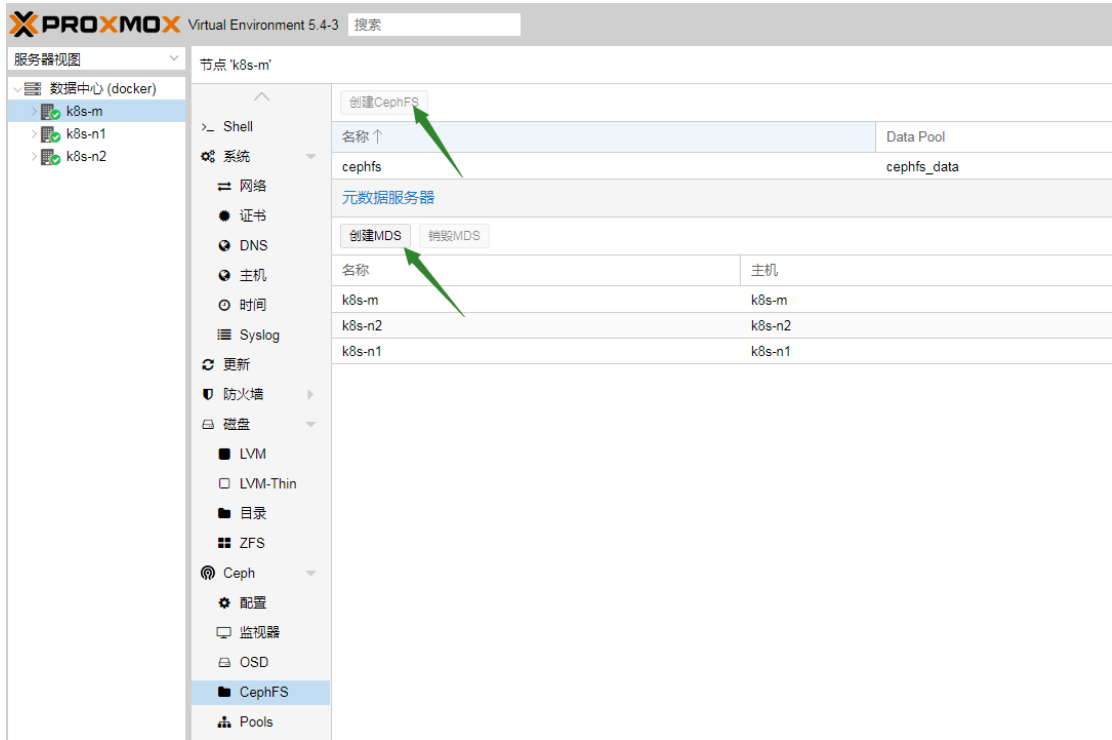 PROXMOX Virtual Environment 5.4-3 搜索
服务器视图
节点 'k8s-m'
数据中心 (docker)
k8s-m
k8s-n1
k8s-n2
>_ Shell
系统
网络
证书
DNS
主机
时间
Syslog
更新
防火墙
磁盘
LVM
LVM-Thin
目录
ZFS
Ceph
配置
监视器
OSD
CephFS
Pools
创建CephFS
名称↑ Data Pool
cephfs cephfs_data
元数据服务器
创建MDS 销毁MDS
名称 主机
k8s-m k8s-m
k8s-n2 k8s-n2
k8s-n1 k8s-n1